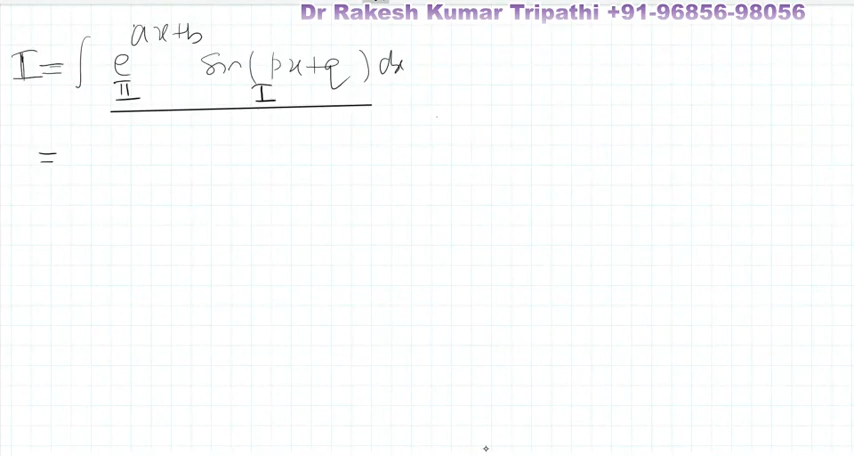 Dr Rakesh Kumar Tripathi +91-96856-98056
I = ∫ e^{ax+b} sin(px+q) dx
II I
=